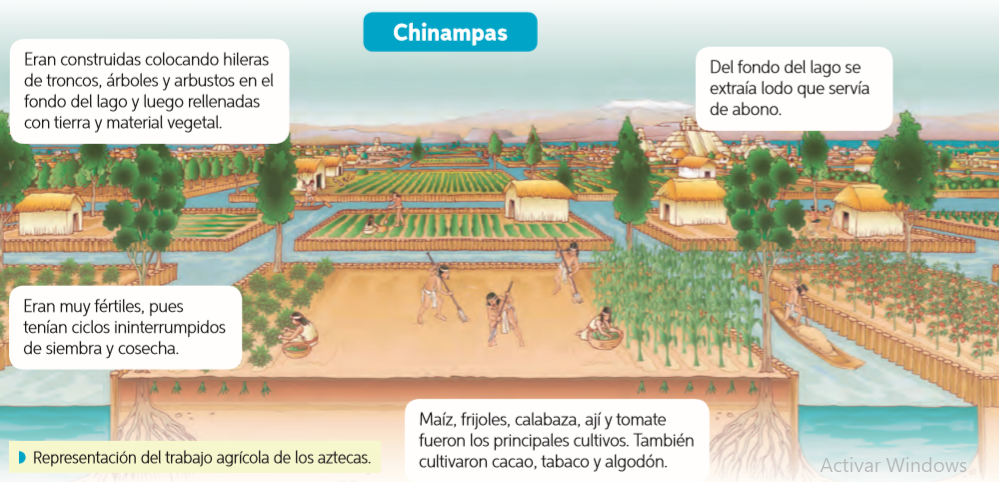 Chinampas
Eran construidas colocando hileras
de troncos, árboles y arbustos en el
fondo del lago y luego rellenadas
con tierra y material vegetal.
Del fondo del lago se
extraía lodo que servía
de abono.
Eran muy fértiles, pues
tenían ciclos ininterrumpidos
de siembra y cosecha.
Maíz, frijoles, calabaza, ají y tomate
fueron los principales cultivos. También
cultivaron cacao, tabaco y algodón.
Representación del trabajo agrícola de los aztecas.
Activar Windows